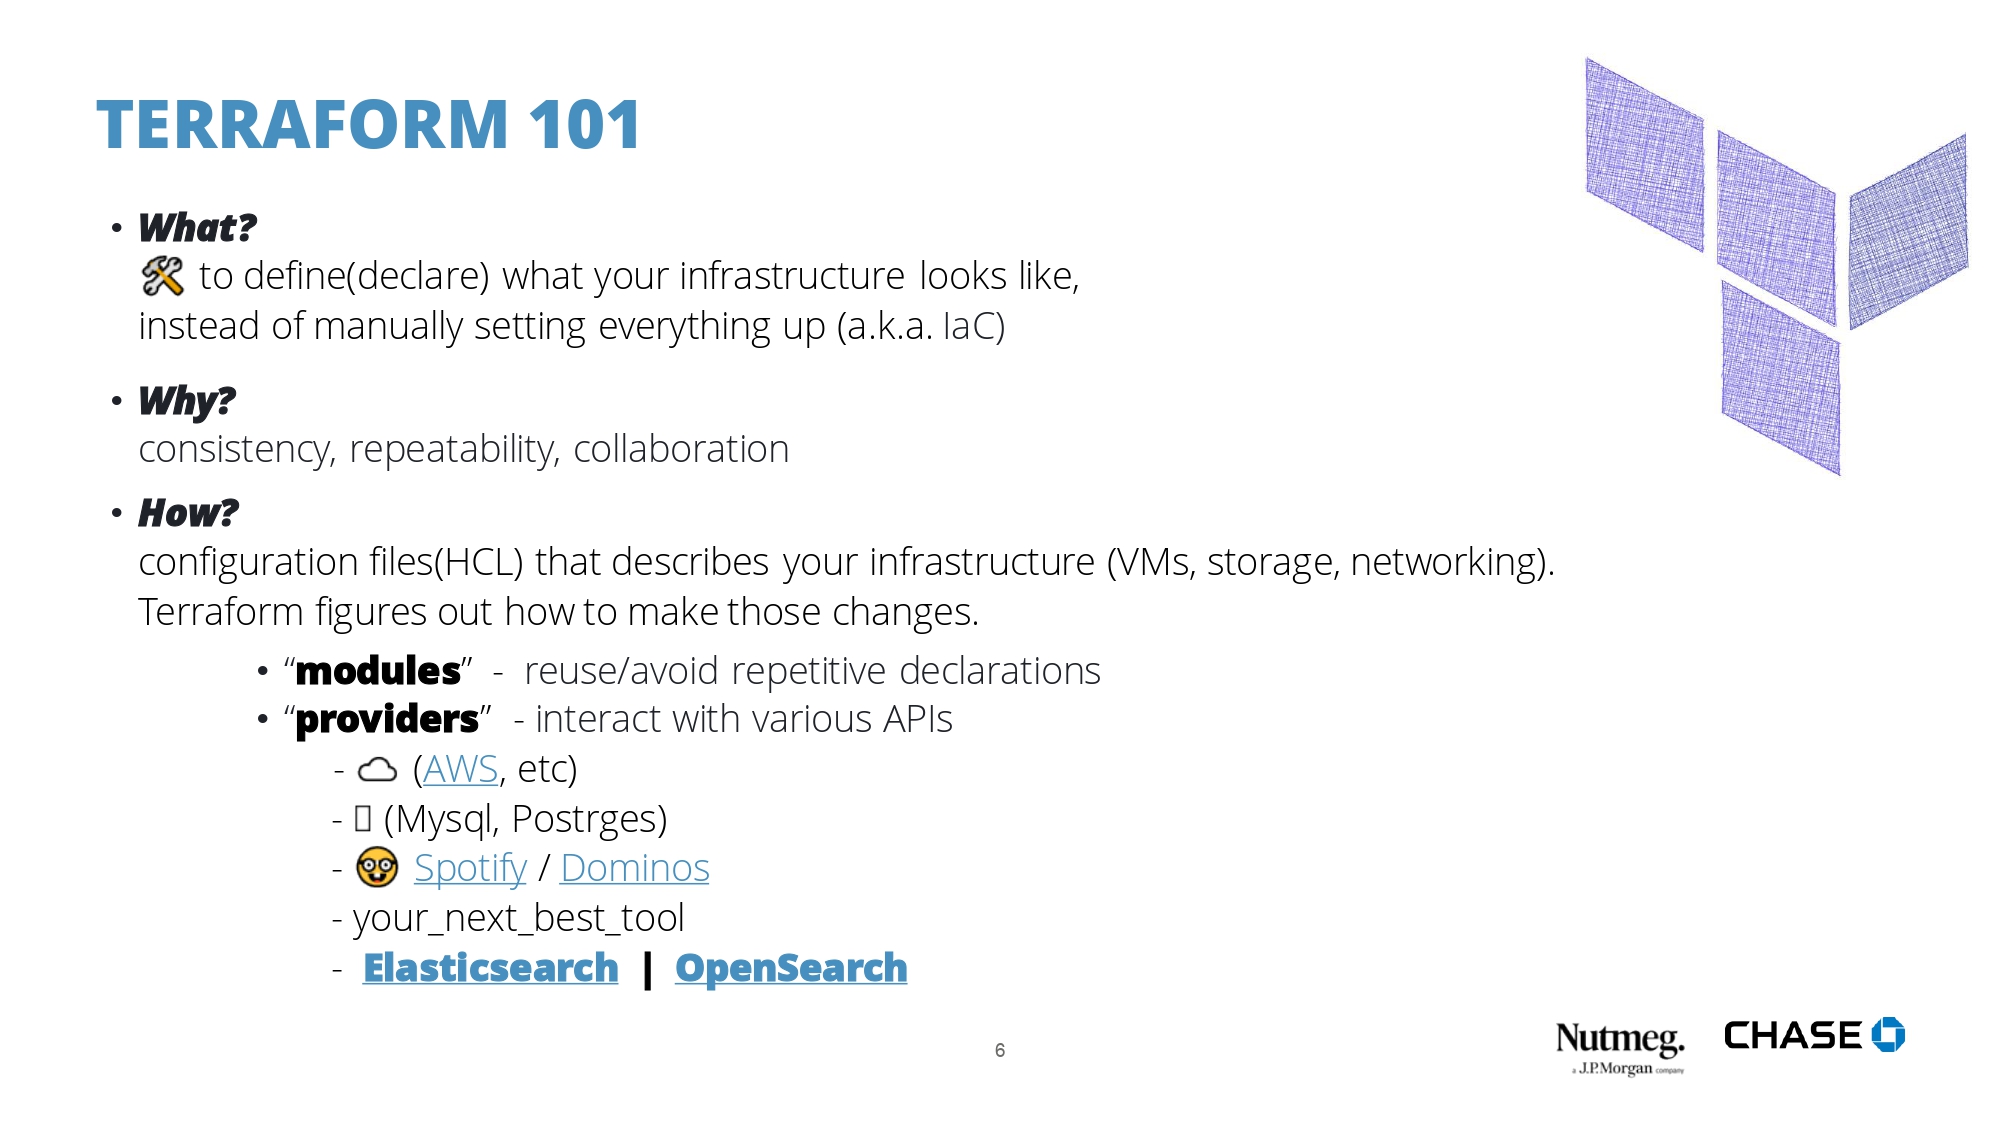 TERRAFORM 101
• What?
🛠 to define(declare) what your infrastructure looks like,
instead of manually setting everything up (a.k.a. IaC)
• Why?
consistency, repeatability, collaboration
• How?
configuration files(HCL) that describes your infrastructure (VMs, storage, networking).
Terraform figures out how to make those changes.
• “modules” - reuse/avoid repetitive declarations
• “providers” - interact with various APIs
- ☁ (AWS, etc)
- (Mysql, Postrges)
- 🤓 Spotify / Dominos
- your_next_best_tool
- Elasticsearch | OpenSearch
6
Nutmeg.
a J.P.Morgan company
CHASE